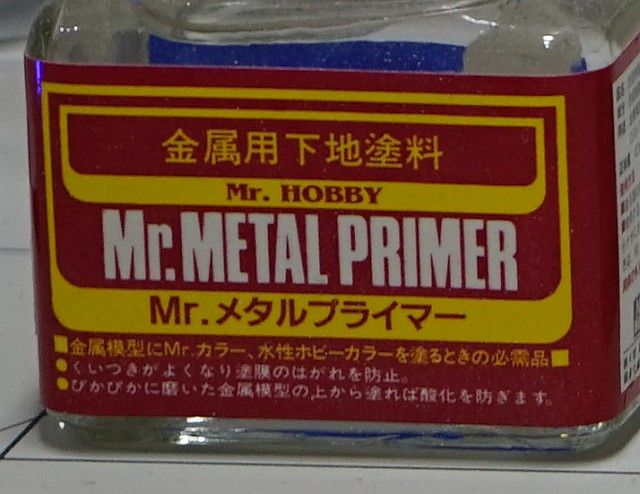 金属用下地塗料
Mr. HOBBY
Mr.METAL PRIMER
Mr.メタルプライマー
■金属模型にMr.カラー、水性ホビーカラーを塗るときの必需品■
●くいつきがよくなり塗膜のはがれを防止。
●ぴかぴかに磨いた金属模型の上から塗れば酸化を防ぎます。